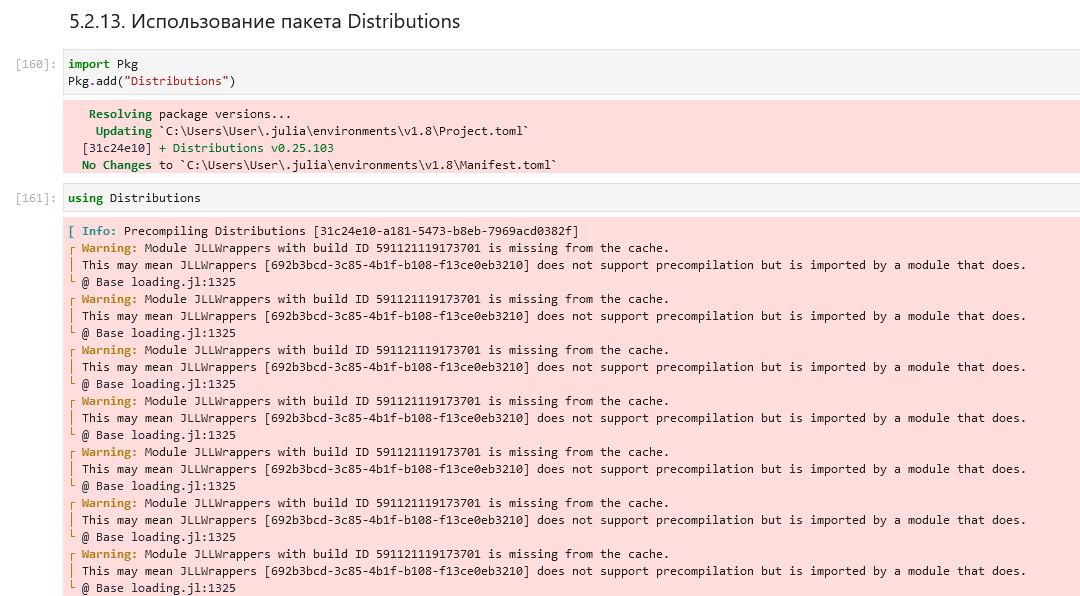 5.2.13. Использование пакета Distributions
[160]: import Pkg
Pkg.add("Distributions")
Resolving package versions...
Updating `C:\Users\User\.julia\environments\v1.8\Project.toml`
[31c24e10] + Distributions v0.25.103
No Changes to `C:\Users\User\.julia\environments\v1.8\Manifest.toml`
[161]: using Distributions
[ Info: Precompiling Distributions [31c24e10-a181-5473-b8eb-7969acd0382f]
┌ Warning: Module JLLWrappers with build ID 591121119173701 is missing from the cache.
│ This may mean JLLWrappers [692b3bcd-3c85-4b1f-b108-f13ce0eb3210] does not support precompilation but is imported by a module that does.
└ @ Base loading.jl:1325
┌ Warning: Module JLLWrappers with build ID 591121119173701 is missing from the cache.
│ This may mean JLLWrappers [692b3bcd-3c85-4b1f-b108-f13ce0eb3210] does not support precompilation but is imported by a module that does.
└ @ Base loading.jl:1325
┌ Warning: Module JLLWrappers with build ID 591121119173701 is missing from the cache.
│ This may mean JLLWrappers [692b3bcd-3c85-4b1f-b108-f13ce0eb3210] does not support precompilation but is imported by a module that does.
└ @ Base loading.jl:1325
┌ Warning: Module JLLWrappers with build ID 591121119173701 is missing from the cache.
│ This may mean JLLWrappers [692b3bcd-3c85-4b1f-b108-f13ce0eb3210] does not support precompilation but is imported by a module that does.
└ @ Base loading.jl:1325
┌ Warning: Module JLLWrappers with build ID 591121119173701 is missing from the cache.
│ This may mean JLLWrappers [692b3bcd-3c85-4b1f-b108-f13ce0eb3210] does not support precompilation but is imported by a module that does.
└ @ Base loading.jl:1325
┌ Warning: Module JLLWrappers with build ID 591121119173701 is missing from the cache.
│ This may mean JLLWrappers [692b3bcd-3c85-4b1f-b108-f13ce0eb3210] does not support precompilation but is imported by a module that does.
└ @ Base loading.jl:1325
┌ Warning: Module JLLWrappers with build ID 591121119173701 is missing from the cache.
│ This may mean JLLWrappers [692b3bcd-3c85-4b1f-b108-f13ce0eb3210] does not support precompilation but is imported by a module that does.
└ @ Base loading.jl:1325